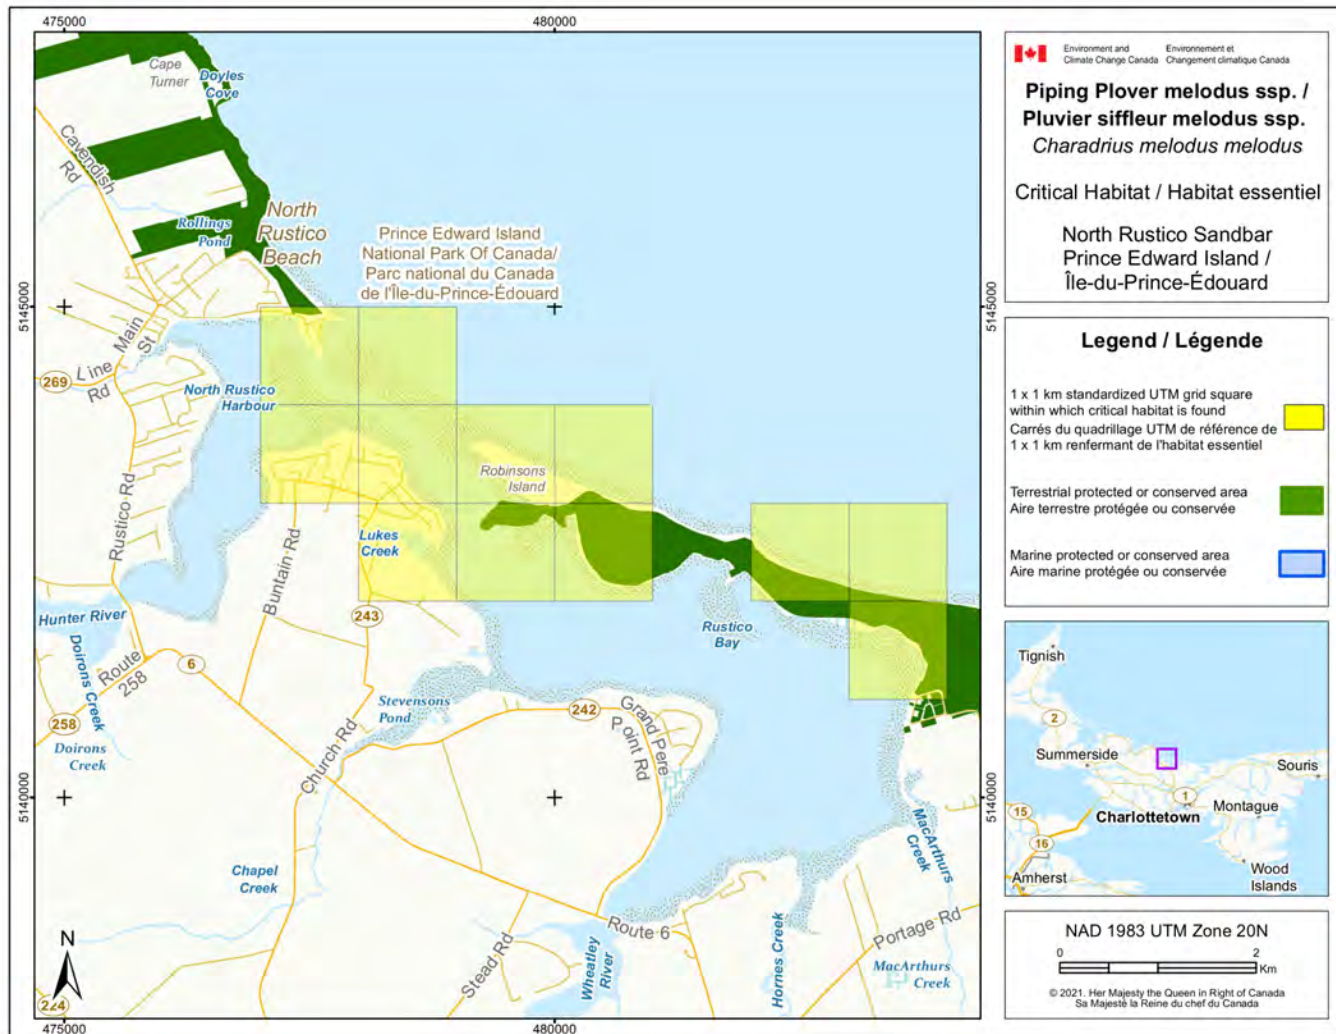 475000
480000
Cape
Turner
Doyles
Cove
Cavendish
Rd
Rollings
Pond
North
Rustico
Beach
Prince Edward Island
National Park Of Canada/
Parc national du Canada
de l'Île-du-Prince-Édouard
5145000
5145000
Main
St
Line
Rd
269
North Rustico
Harbour
Robinsons
Island
Rustico Rd
Buntain Rd
Lukes
Creek
243
Hunter River
Doirons Creek
Route
258
6
Rustico
Bay
258
Doirons
Creek
Stevensons
Pond
Church Rd
242
Grand Pere
Point Rd
5140000
5140000
Chapel
Creek
MacArthurs
Creek
Route 6
Stead Rd
Wheatley
River
Hornes Creek
Portage Rd
MacArthurs
Creek
N
224
475000
480000
Environment and
Climate Change Canada
Environnement et
Changement climatique Canada
Piping Plover melodus ssp. /
Pluvier siffleur melodus ssp.
Charadrius melodus melodus
Critical Habitat / Habitat essentiel
North Rustico Sandbar
Prince Edward Island /
Île-du-Prince-Édouard
Legend / Légende
1 x 1 km standardized UTM grid square
within which critical habitat is found
Carrés du quadrillage UTM de référence de
1 x 1 km renfermant de l'habitat essentiel
Terrestrial protected or conserved area
Aire terrestre protégée ou conservée
Marine protected or conserved area
Aire marine protégée ou conservée
Tignish
2
Summerside
Souris
1
Montague
15
Charlottetown
16
Wood
Islands
Amherst
NAD 1983 UTM Zone 20N
0
2
Km
© 2021. Her Majesty the Queen in Right of Canada
Sa Majesté la Reine du chef du Canada